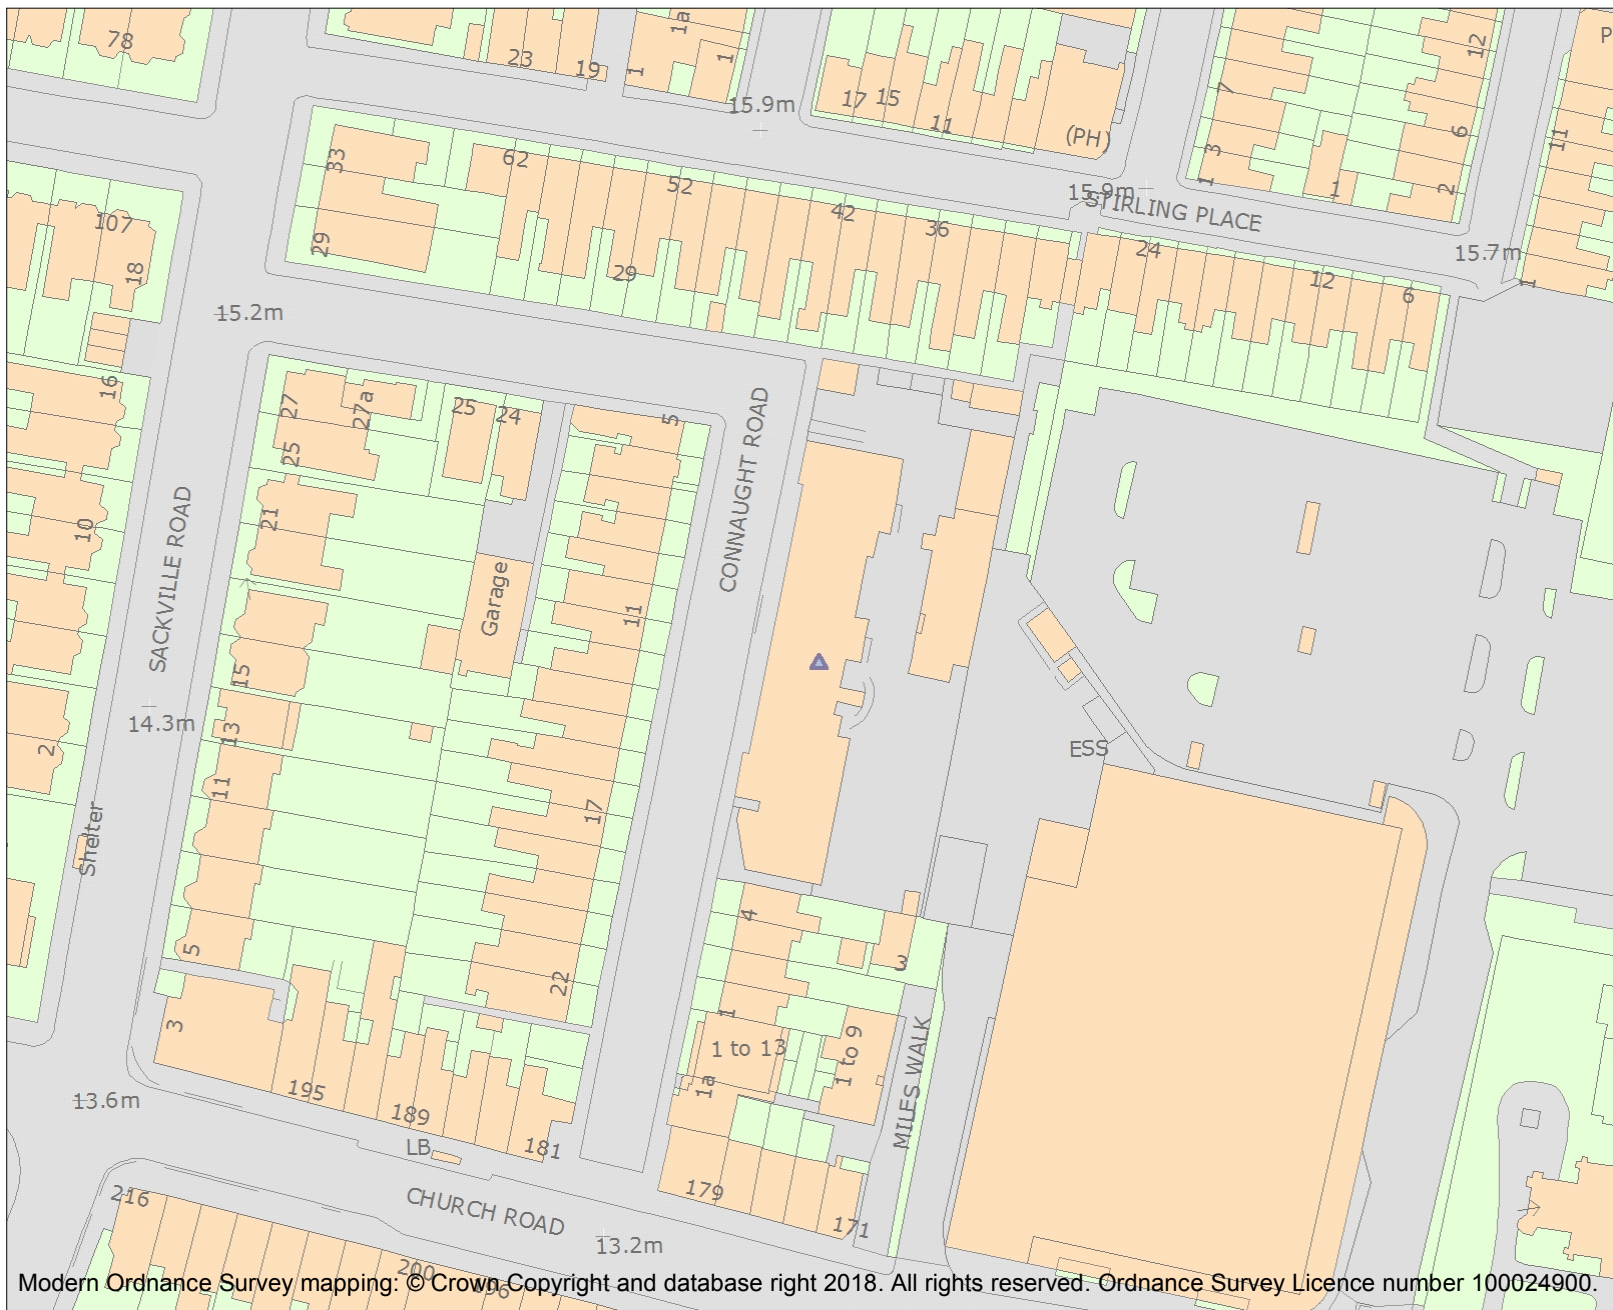 78
23
19
1
1a
1
15.9m
17
15
11
(PH)
7
3
1
1
12
6
2
11
1
P
33
62
52
42
36
15.9m
STIRLING PLACE
24
12
6
15.7m
107
18
29
29
15.2m
16
27
27a
25
25
24
5
CONNAUGHT ROAD
10
SACKVILLE ROAD
21
Garage
11
15
13
14.3m
2
11
17
ESS
Shelter
5
22
4
3
3
1
1 to 13
1 to 9
1a
MILES WALK
195
189
181
LB
13.6m
216
CHURCH ROAD
179
171
13.2m
200
196
Modern Ordnance Survey mapping: © Crown Copyright and database right 2018. All rights reserved. Ordnance Survey Licence number 100024900.